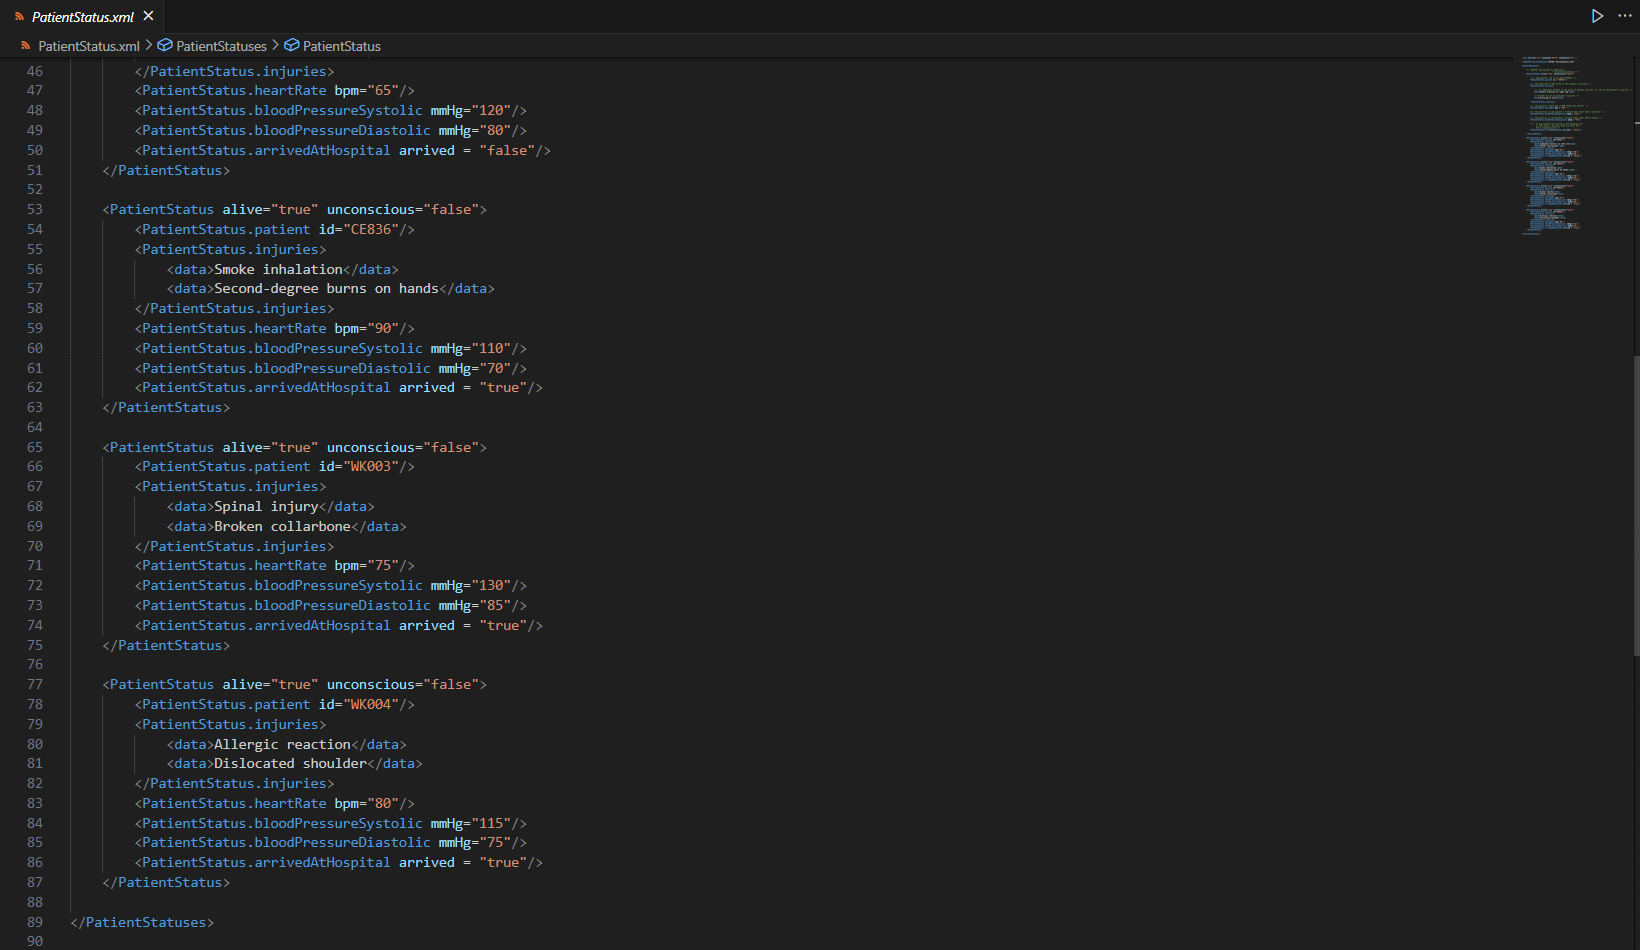 PatientStatus.xml
PatientStatus.xml > PatientStatuses > PatientStatus
46 </PatientStatus.injuries>
47 <PatientStatus.heartRate bpm="65"/>
48 <PatientStatus.bloodPressureSystolic mmHg="120"/>
49 <PatientStatus.bloodPressureDiastolic mmHg="80"/>
50 <PatientStatus.arrivedAtHospital arrived = "false"/>
51 </PatientStatus>
52
53 <PatientStatus alive="true" unconscious="false">
54 <PatientStatus.patient id="CE836"/>
55 <PatientStatus.injuries>
56 <data>Smoke inhalation</data>
57 <data>Second-degree burns on hands</data>
58 </PatientStatus.injuries>
59 <PatientStatus.heartRate bpm="90"/>
60 <PatientStatus.bloodPressureSystolic mmHg="110"/>
61 <PatientStatus.bloodPressureDiastolic mmHg="70"/>
62 <PatientStatus.arrivedAtHospital arrived = "true"/>
63 </PatientStatus>
64
65 <PatientStatus alive="true" unconscious="false">
66 <PatientStatus.patient id="WK003"/>
67 <PatientStatus.injuries>
68 <data>Spinal injury</data>
69 <data>Broken collarbone</data>
70 </PatientStatus.injuries>
71 <PatientStatus.heartRate bpm="75"/>
72 <PatientStatus.bloodPressureSystolic mmHg="130"/>
73 <PatientStatus.bloodPressureDiastolic mmHg="85"/>
74 <PatientStatus.arrivedAtHospital arrived = "true"/>
75 </PatientStatus>
76
77 <PatientStatus alive="true" unconscious="false">
78 <PatientStatus.patient id="WK004"/>
79 <PatientStatus.injuries>
80 <data>Allergic reaction</data>
81 <data>Dislocated shoulder</data>
82 </PatientStatus.injuries>
83 <PatientStatus.heartRate bpm="80"/>
84 <PatientStatus.bloodPressureSystolic mmHg="115"/>
85 <PatientStatus.bloodPressureDiastolic mmHg="75"/>
86 <PatientStatus.arrivedAtHospital arrived = "true"/>
87 </PatientStatus>
88
89 </PatientStatuses>
90